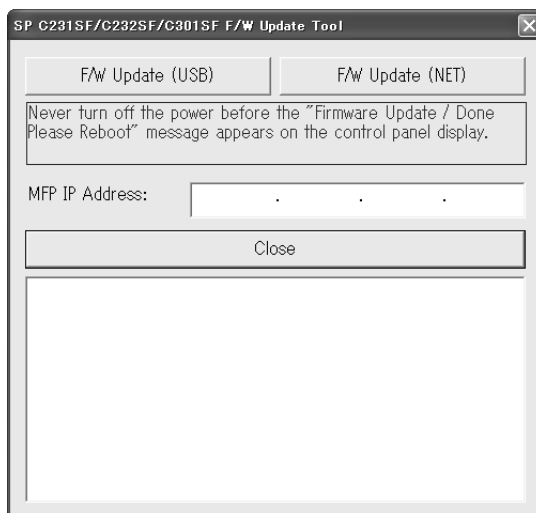 SP C231SF/C232SF/C301SF F/W Update Tool
F/W Update (USB)
F/W Update (NET)
Never turn off the power before the "Firmware Update / Done
Please Reboot" message appears on the control panel display.
MFP IP Address:
. . .
Close